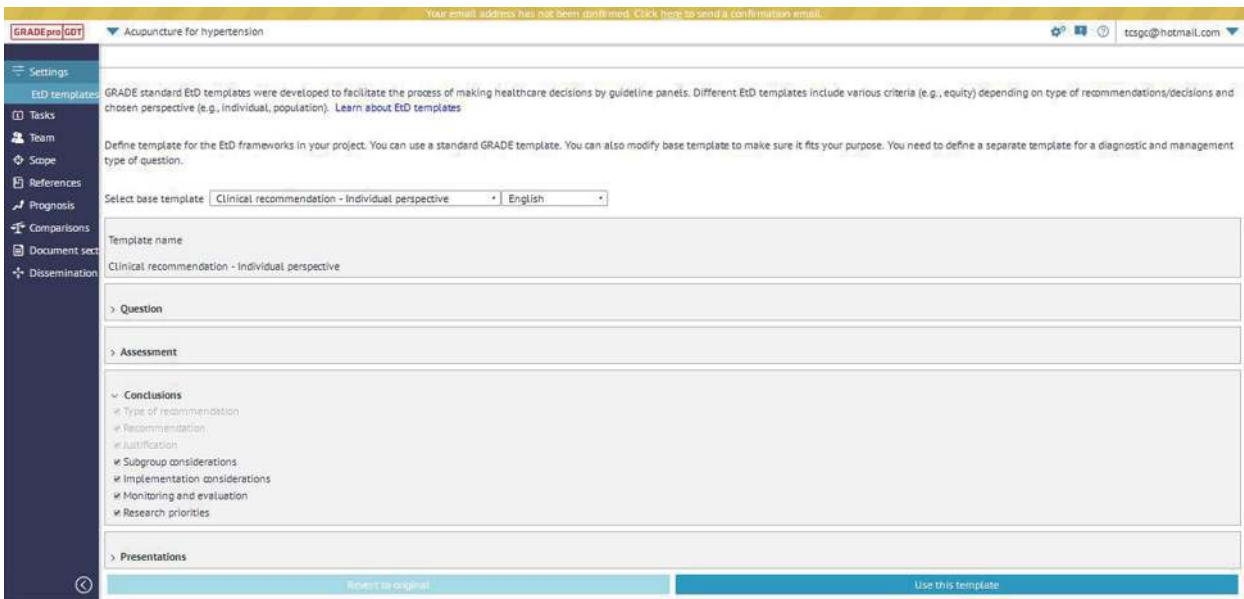 Your email address has not been confirmed. Click here to send a confirmation email.
GRADEpro GDT
Acupuncture for hypertension
tcsgc@hotmail.com
Settings
EtD templates
Tasks
Team
Scope
References
Prognosis
Comparisons
Document sect
Dissemination
GRADE standard EtD templates were developed to facilitate the process of making healthcare decisions by guideline panels. Different EtD templates include various criteria (e.g., equity) depending on type of recommendations/decisions and
chosen perspective (e.g., individual, population). Learn about EtD templates
Define template for the EtD frameworks in your project. You can use a standard GRADE template. You can also modify base template to make sure it fits your purpose. You need to define a separate template for a diagnostic and management
type of question.
Select base template Clinical recommendation - Individual perspective English
Template name
Clinical recommendation - Individual perspective
Question
Assessment
Conclusions
Type of recommendation
Recommendation
Justification
Subgroup considerations
Implementation considerations
Monitoring and evaluation
Research priorities
Presentations
Revert to original
Use this template